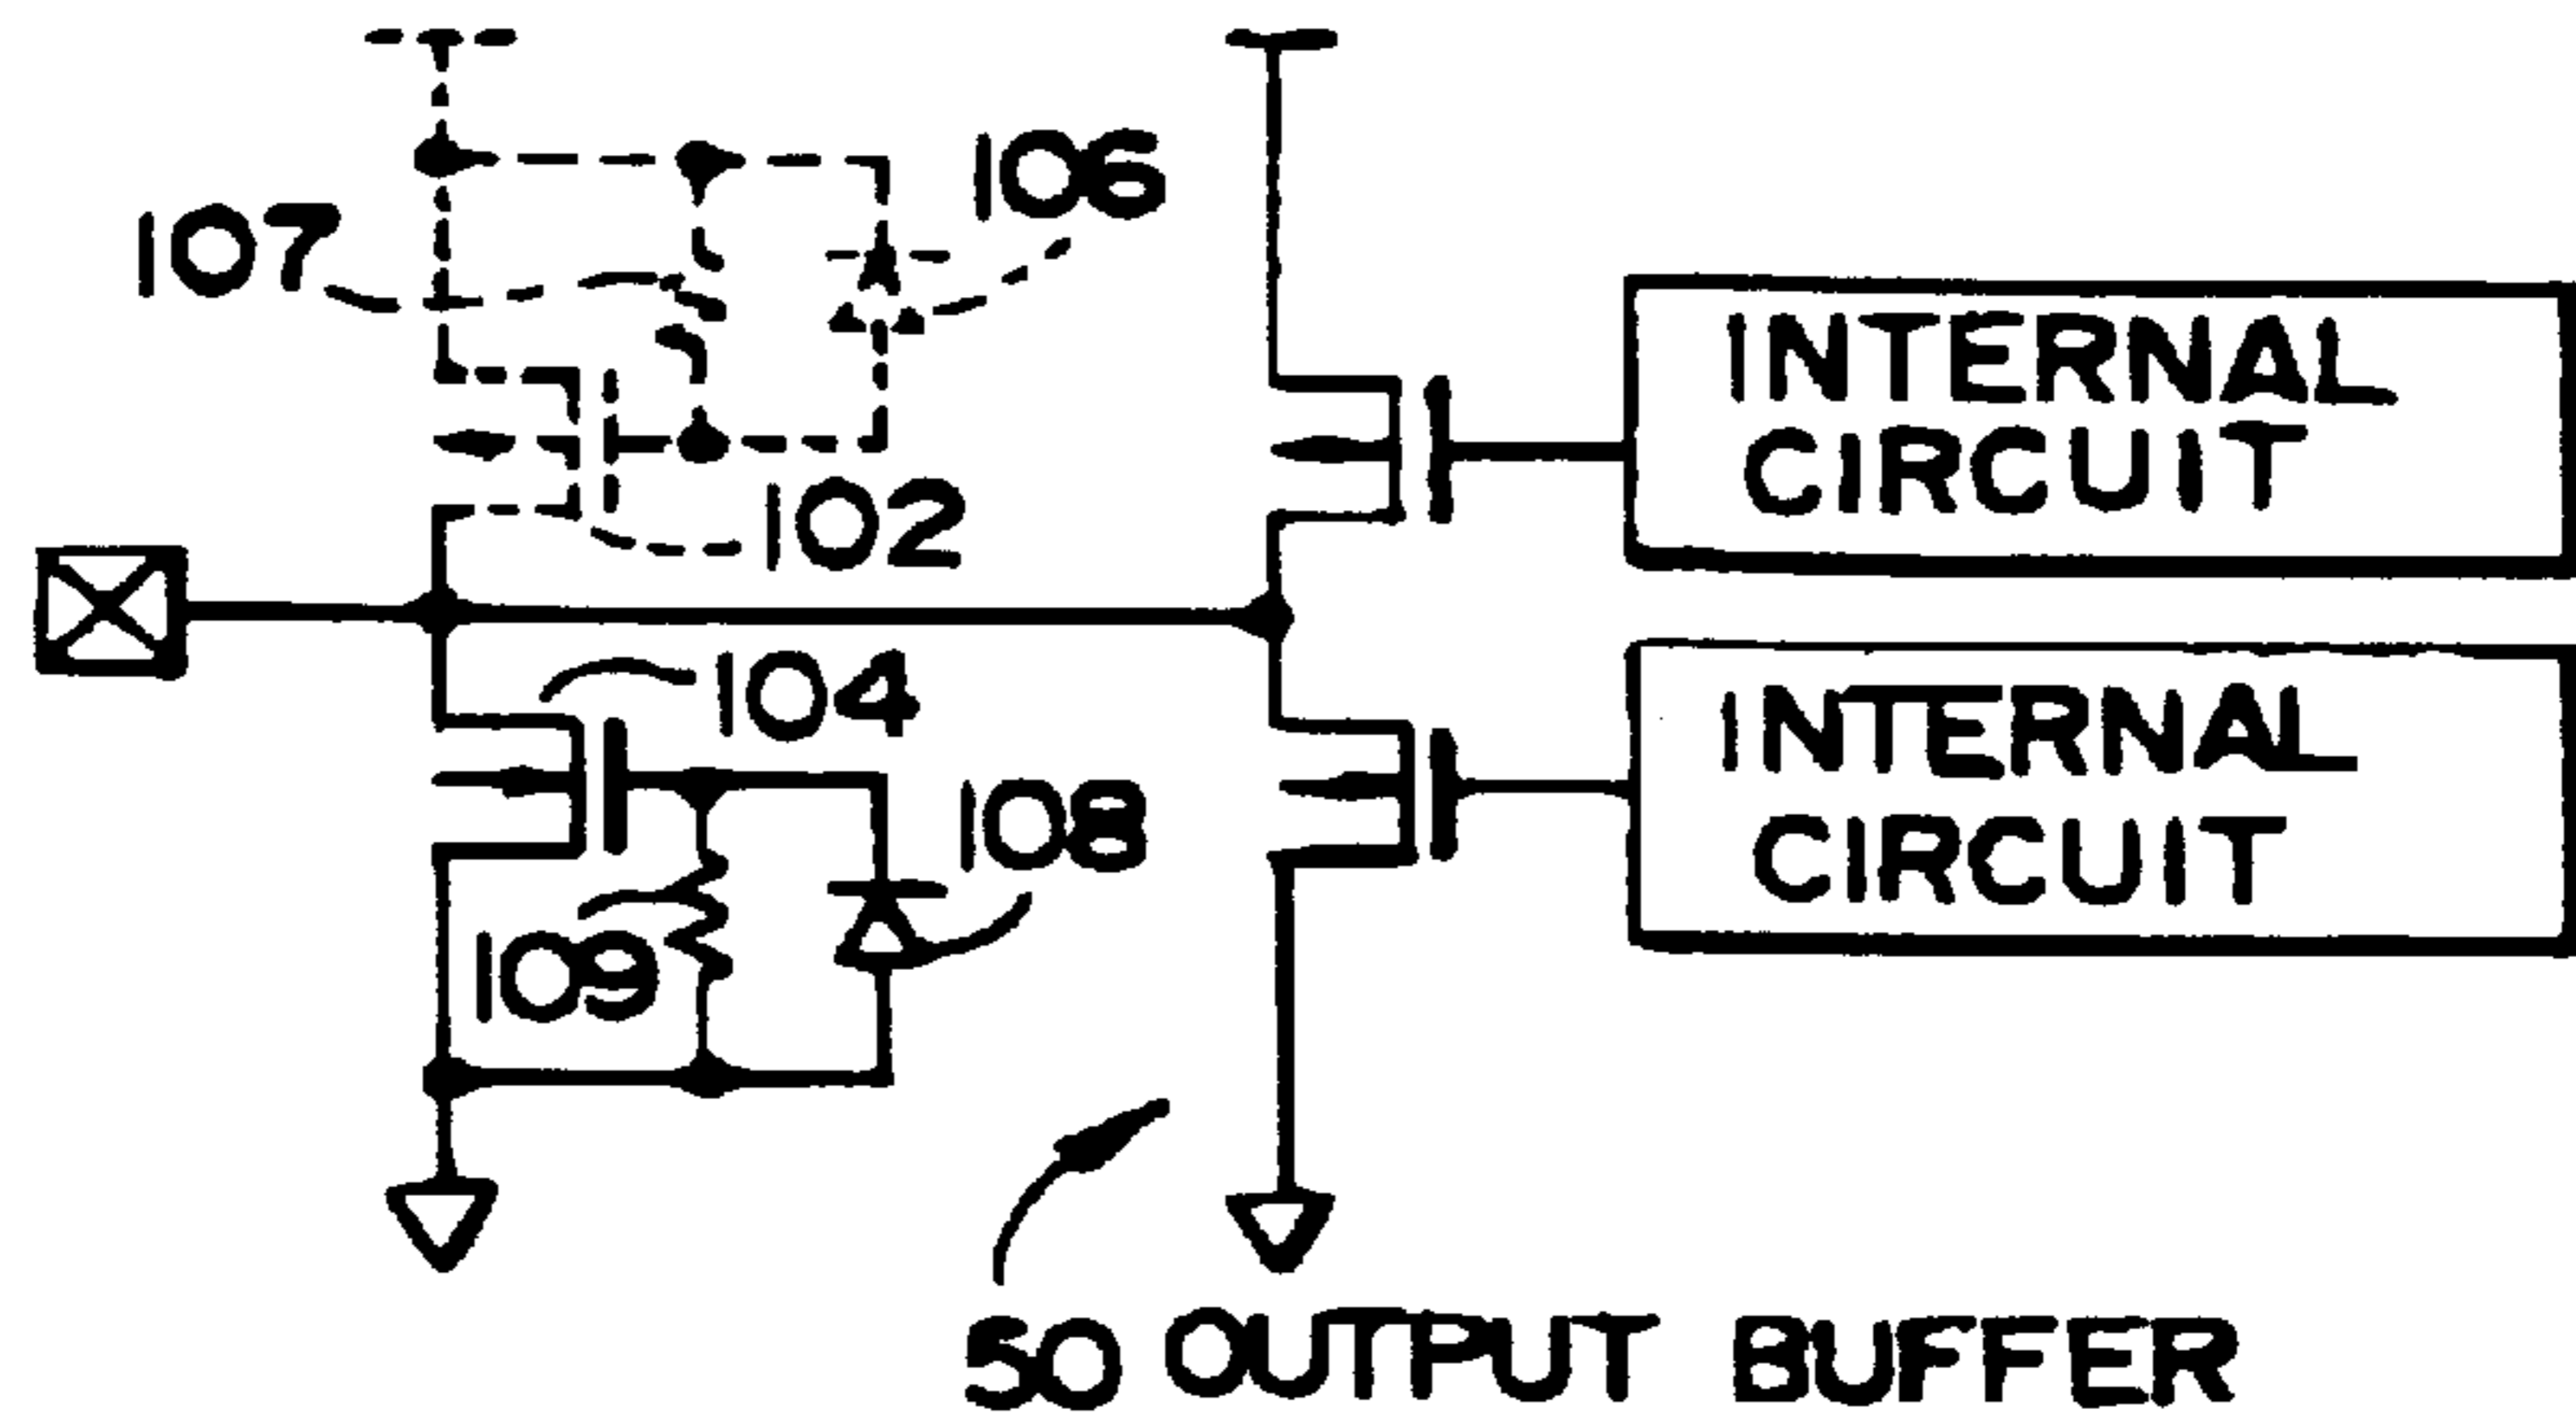 106
107
INTERNAL
CIRCUIT
102
104
INTERNAL
CIRCUIT
108
109
50 OUTPUT BUFFER